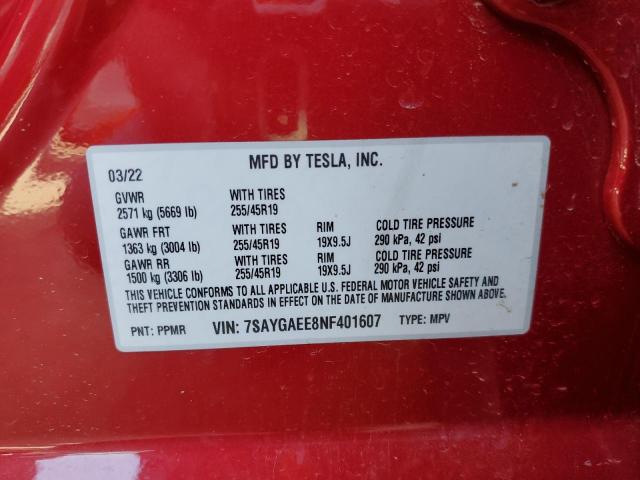 MFD BY TESLA, INC.
03/22
GVWR WITH TIRES
2571 kg (5669 lb) 255/45R19
GAWR FRT WITH TIRES RIM COLD TIRE PRESSURE
1363 kg (3004 lb) 255/45R19 19X9.5J 290 kPa, 42 psi
GAWR RR WITH TIRES RIM COLD TIRE PRESSURE
1500 kg (3306 lb) 255/45R19 19X9.5J 290 kPa, 42 psi
THIS VEHICLE CONFORMS TO ALL APPLICABLE U.S. FEDERAL MOTOR VEHICLE SAFETY AND
THEFT PREVENTION STANDARDS IN EFFECT ON THE DATE OF MANUFACTURE SHOWN ABOVE.
PNT: PPMR VIN: 7SAYGAEE8NF401607 TYPE: MPV